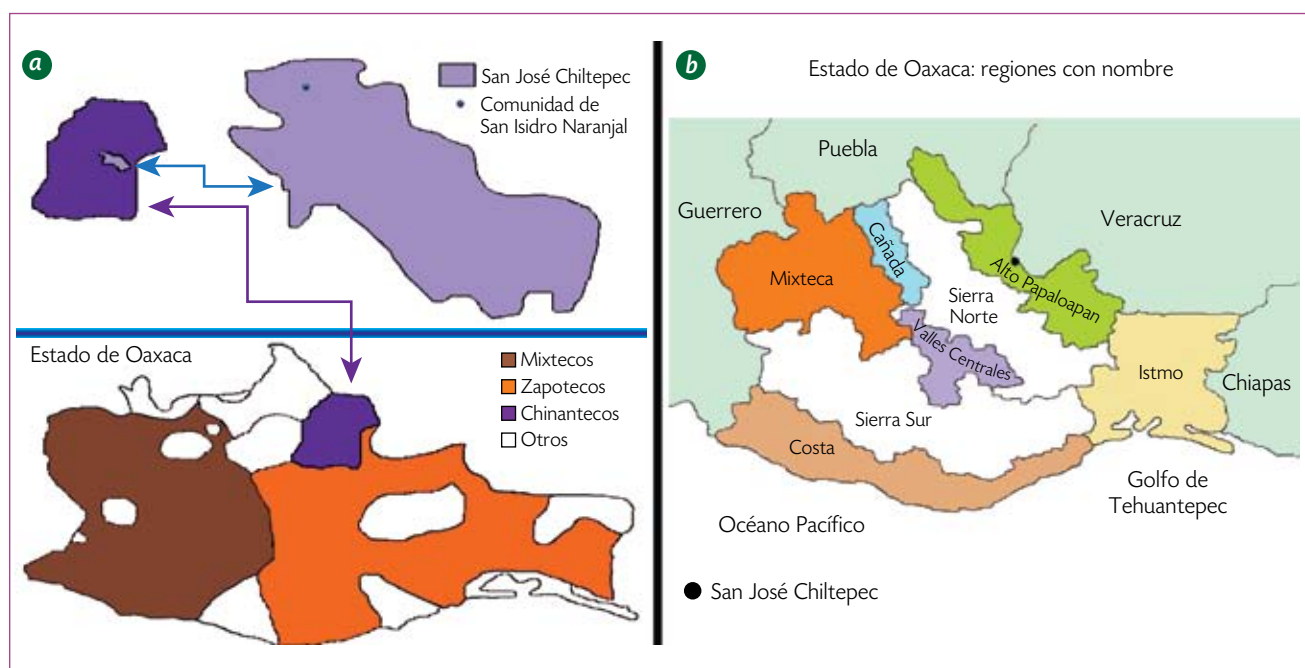 a
San José Chiltepec
Comunidad de
San Isidro Naranjal
Estado de Oaxaca
Mixtecos
Zapotecos
Chinantecos
Otros
b
Estado de Oaxaca: regiones con nombre
Puebla
Guerrero
Veracruz
Cañada
Mixteca
Alto Papaloapan
Sierra
Norte
Valles Centrales
Istmo
Chiapas
Sierra Sur
Costa
Golfo de
Tehuantepec
Océano Pacífico
San José Chiltepec